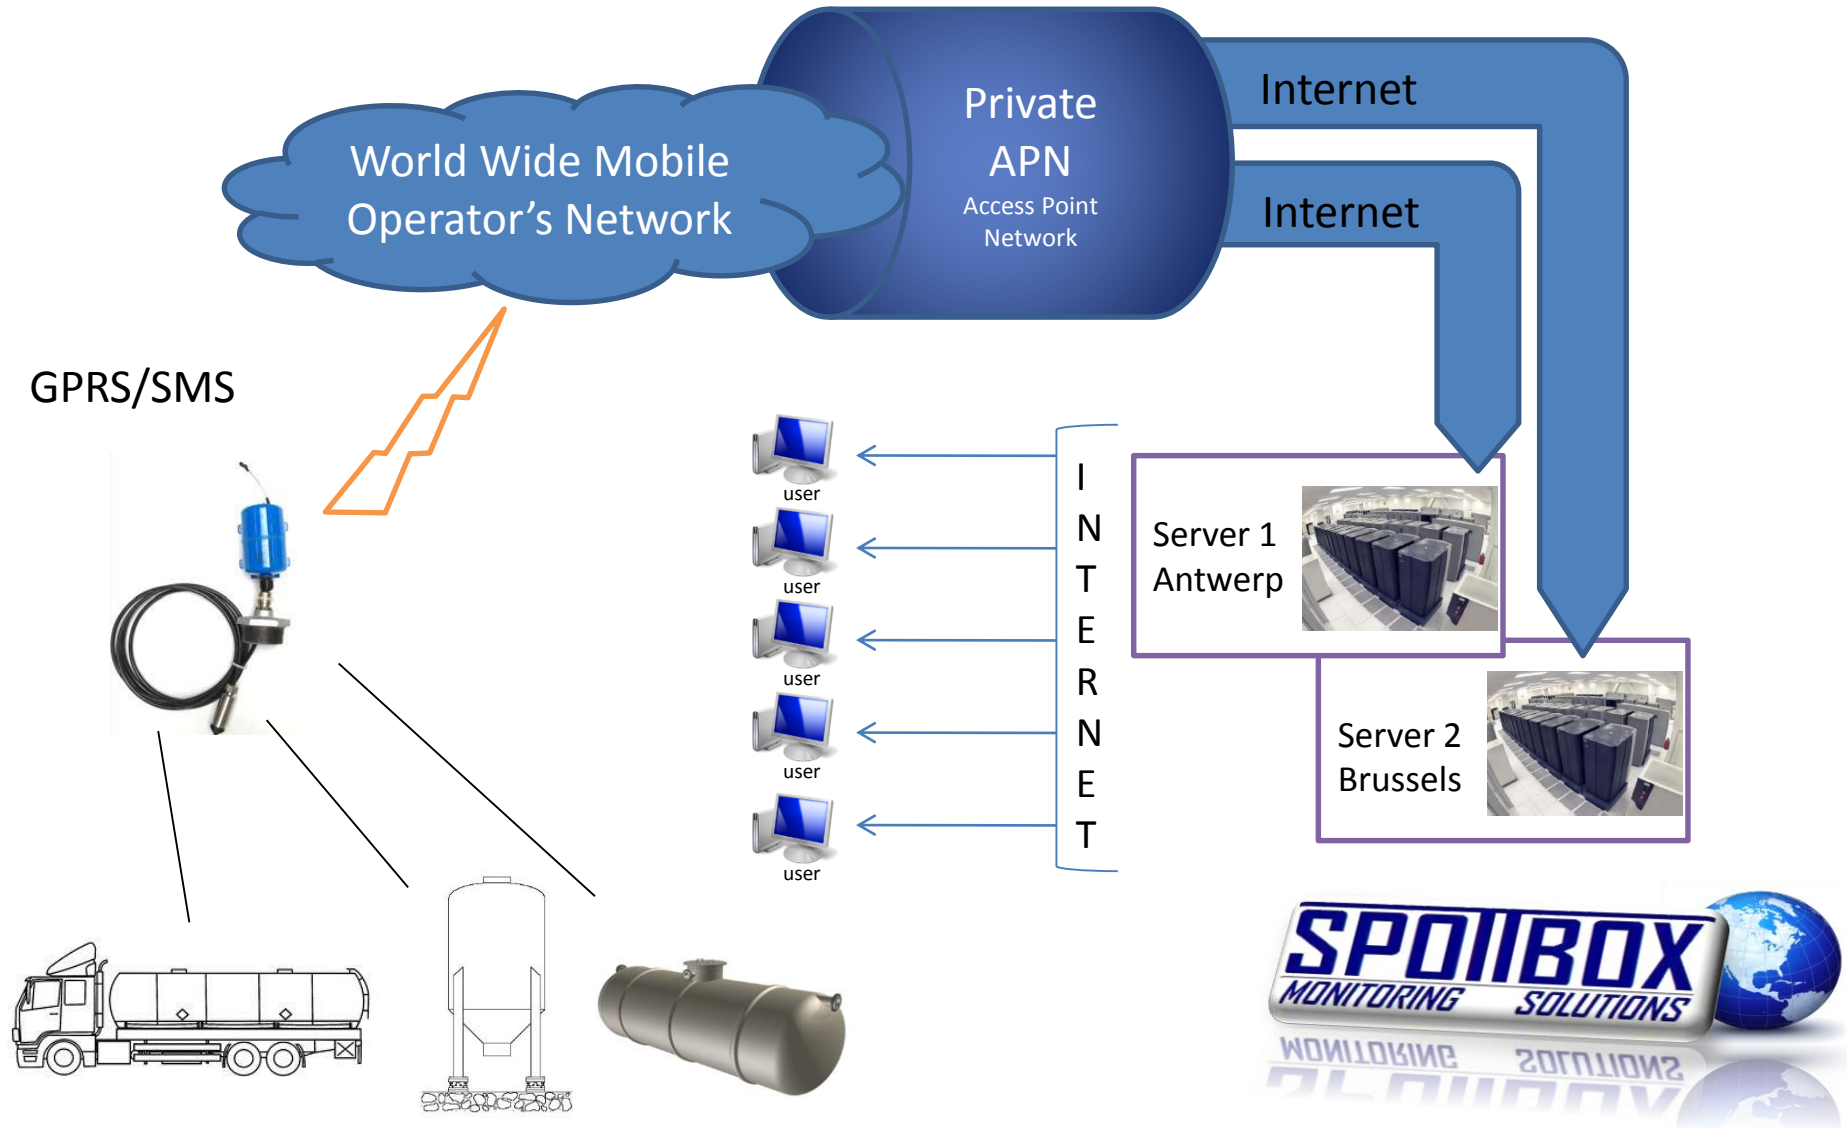 World Wide Mobile
Operator's Network
Private
APN
Access Point
Network
Internet
Internet
GPRS/SMS
user
user
user
user
user
I
N
T
E
R
N
E
T
Server 1
Antwerp
Server 2
Brussels
SPOTTBOX
MONITORING SOLUTIONS